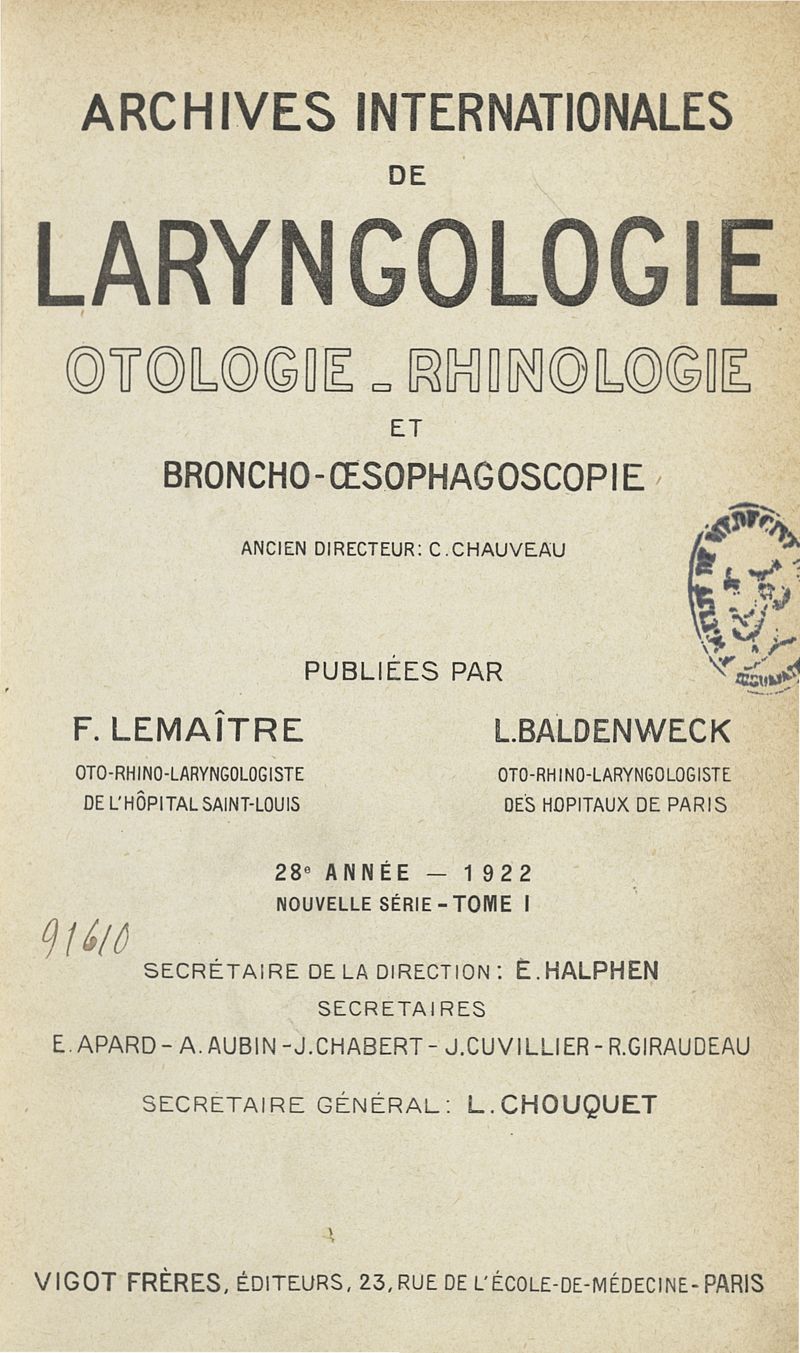 ARCHIVES INTERNATIONALES
DE
LARYNGOLOGIE
OTOLOGIE - RHINOLOGIE
ET
BRONCHO-ŒSOPHAGOSCOPIE
ANCIEN DIRECTEUR: C.CHAUVEAU
PUBLIÉES PAR
F. LEMAÎTRE
OTO-RHINO-LARYNGOLOGISTE
DE L'HÔPITAL SAINT-LOUIS
L.BALDENWECK
OTO-RHINO-LARYNGOLOGISTE
DES HOPITAUX DE PARIS
28e ANNÉE — 1922
NOUVELLE SÉRIE - TOME I
91610
SECRÉTAIRE DE LA DIRECTION: E.HALPHEN
SECRETAIRES
E. APARD - A. AUBIN - J.CHABERT - J.CUVILLIER - R.GIRAUDEAU
SECRÉTAIRE GÉNÉRAL: L.CHOUQUET
VIGOT FRÈRES, ÉDITEURS, 23, RUE DE L'ÉCOLE-DE-MÉDECINE - PARIS